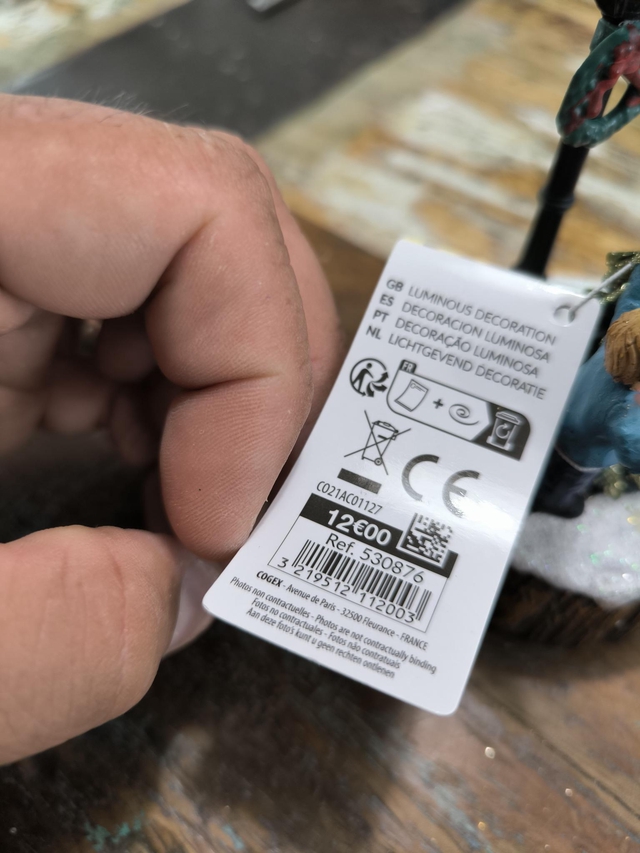 GB LUMINOUS DECORATION
ES DECORACION LUMINOSA
PT DECORAÇÃO LUMINOSA
NL LICHTGEVEND DECORATIE
FR
+
CE
C021AC01127
12€00
Ref. 530876
3 219512 112003
COGEX - Avenue de Paris - 32500 Fleurance - FRANCE
Photos non contractuelles - Photos are not contractually binding
Fotos no contractuales - Fotos não contratuais
Aan deze foto's kunt u geen rechten ontlenen